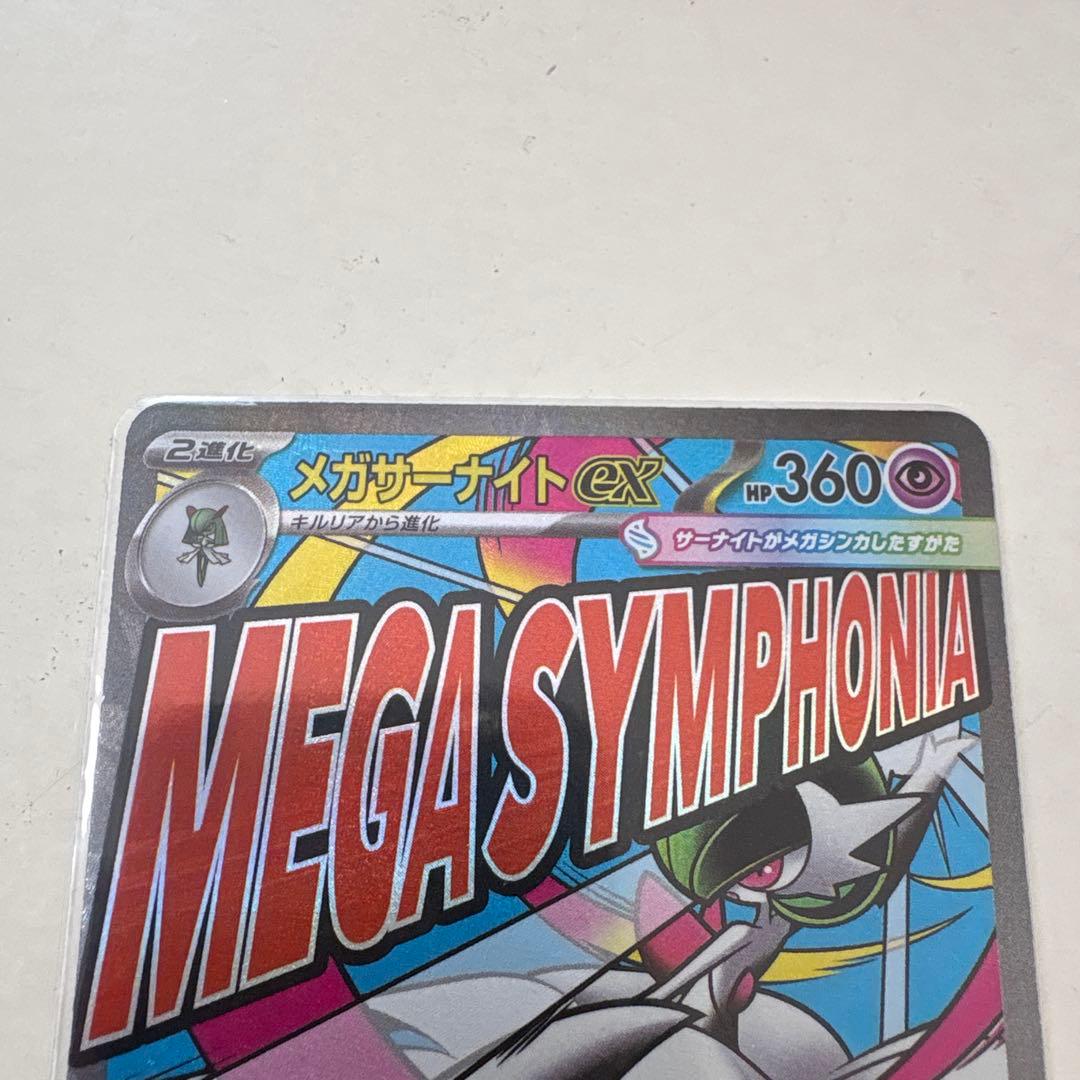 2進化
メガサーナイトex HP360
キルリアから進化
サーナイトがメガシンカしたすがた
MEGA SYMPHONIA